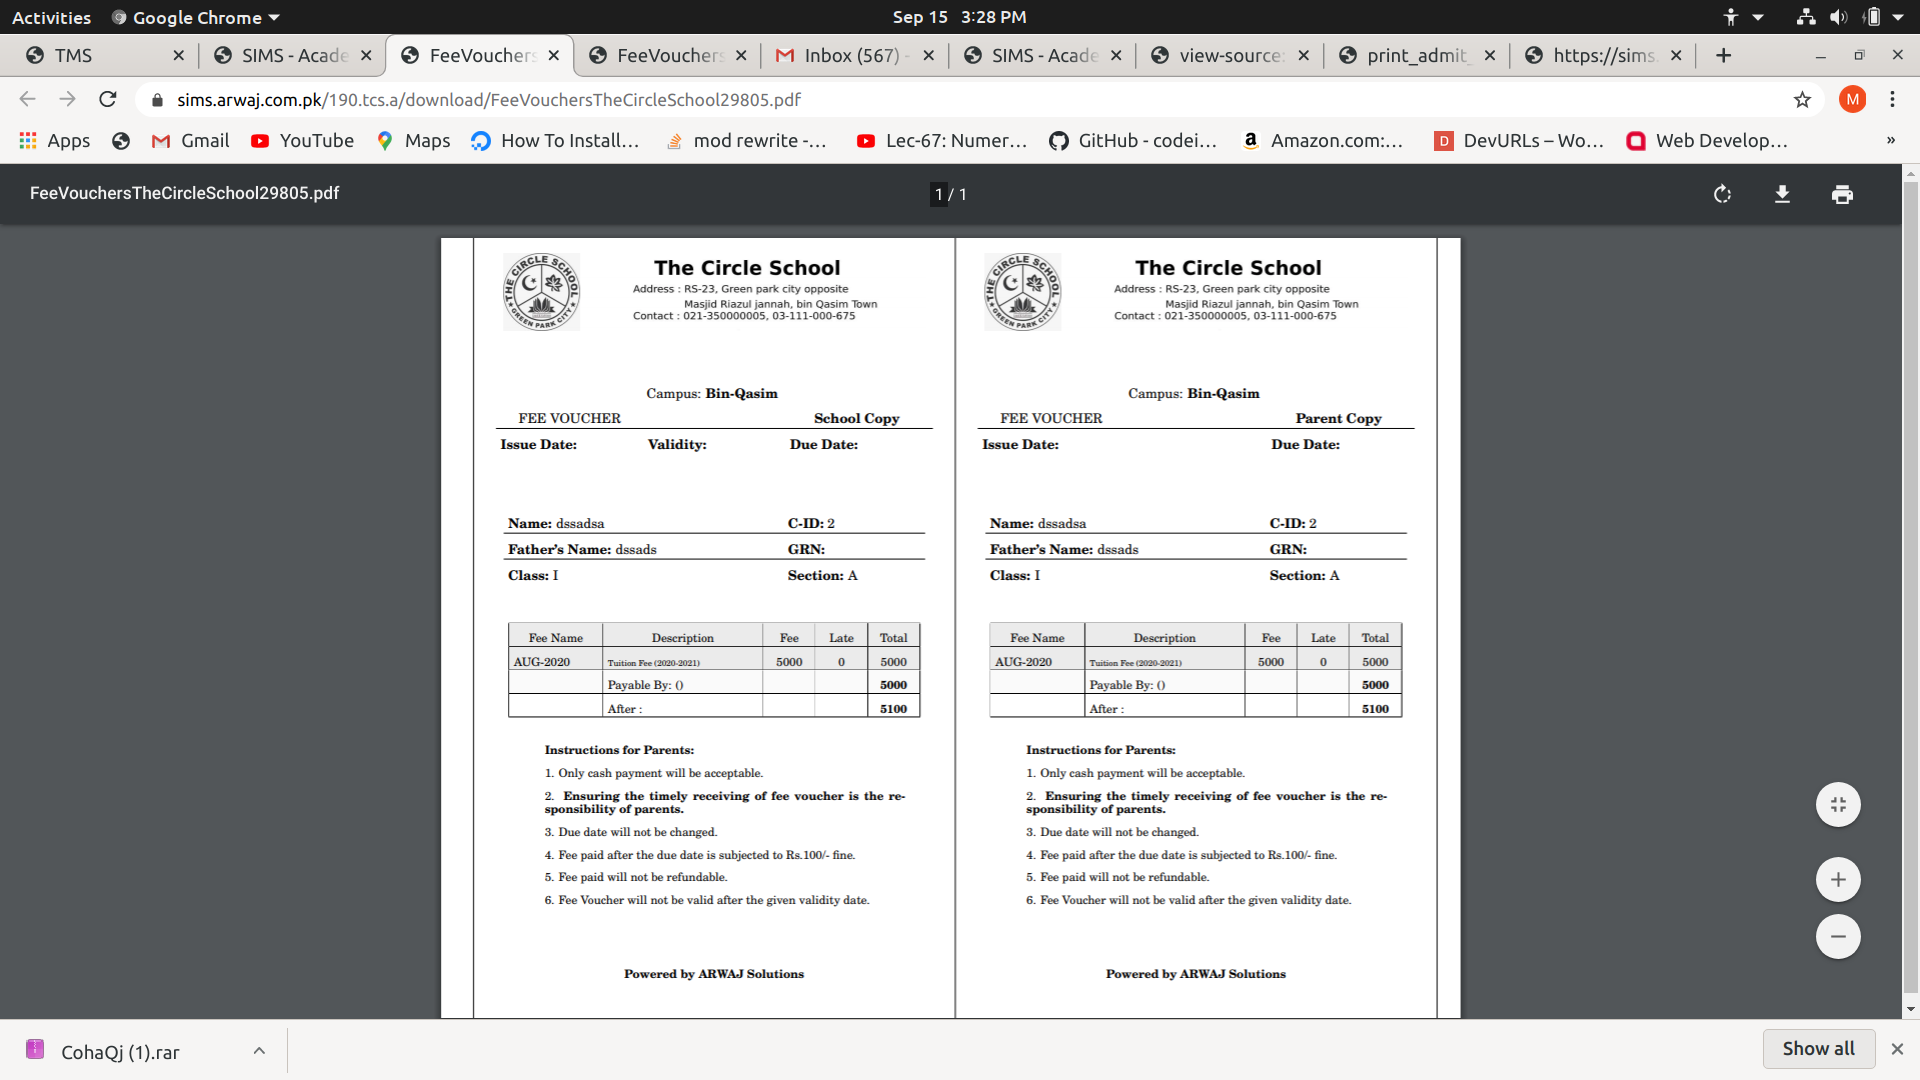 Activities Google Chrome Sep 15 3:28 PM
TMS SIMS - Acade FeeVouchers FeeVouchers Inbox (567) - SIMS - Acade view-source: print_admit_ https://sims.
sims.arwaj.com.pk/190.tcs.a/download/FeeVouchersTheCircleSchool29805.pdf M
Apps Gmail YouTube Maps How To Install... mod rewrite -... Lec-67: Numer... GitHub - codei... a Amazon.com:... D DevURLs – Wo... Web Develop... »
FeeVouchersTheCircleSchool29805.pdf 1 / 1
THE CIRCLE SCHOOL
GREEN PARK CITY
The Circle School
Address : RS-23, Green park city opposite
Masjid Riazul jannah, bin Qasim Town
Contact : 021-350000005, 03-111-000-675
Campus: Bin-Qasim
FEE VOUCHER School Copy
Issue Date: Validity: Due Date:
Name: dssadsa C-ID: 2
Father's Name: dssads GRN:
Class: I Section: A
Fee Name Description Fee Late Total
AUG-2020 Tuition Fee (2020-2021) 5000 0 5000
Payable By: () 5000
After : 5100
Instructions for Parents:
1. Only cash payment will be acceptable.
2. Ensuring the timely receiving of fee voucher is the re-
sponsibility of parents.
3. Due date will not be changed.
4. Fee paid after the due date is subjected to Rs.100/- fine.
5. Fee paid will not be refundable.
6. Fee Voucher will not be valid after the given validity date.
Powered by ARWAJ Solutions
THE CIRCLE SCHOOL
GREEN PARK CITY
The Circle School
Address : RS-23, Green park city opposite
Masjid Riazul jannah, bin Qasim Town
Contact : 021-350000005, 03-111-000-675
Campus: Bin-Qasim
FEE VOUCHER Parent Copy
Issue Date: Due Date:
Name: dssadsa C-ID: 2
Father's Name: dssads GRN:
Class: I Section: A
Fee Name Description Fee Late Total
AUG-2020 Tuition Fee (2020-2021) 5000 0 5000
Payable By: () 5000
After : 5100
Instructions for Parents:
1. Only cash payment will be acceptable.
2. Ensuring the timely receiving of fee voucher is the re-
sponsibility of parents.
3. Due date will not be changed.
4. Fee paid after the due date is subjected to Rs.100/- fine.
5. Fee paid will not be refundable.
6. Fee Voucher will not be valid after the given validity date.
Powered by ARWAJ Solutions
CohaQj (1).rar Show all